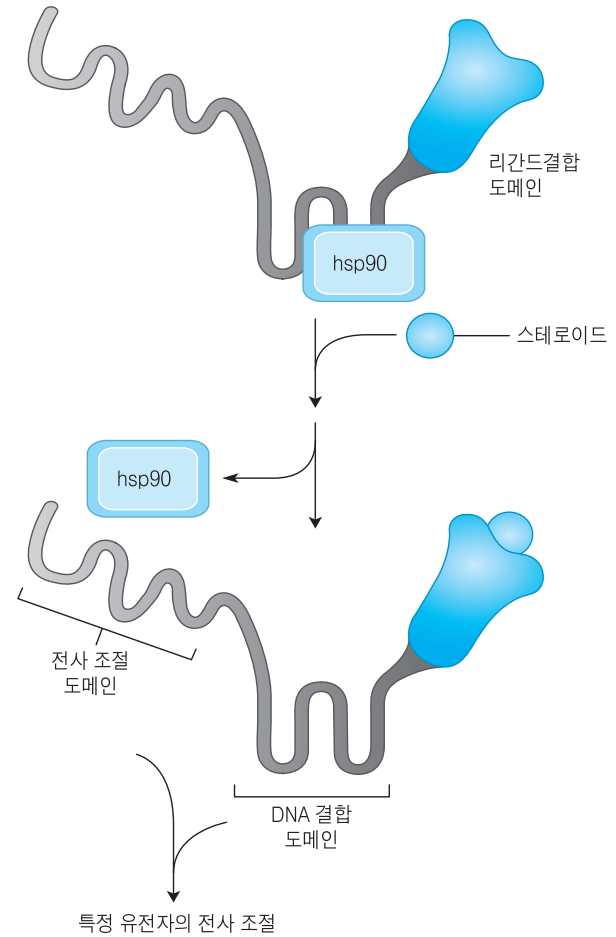 리간드결합
도메인
hsp90
스테로이드
hsp90
전사 조절
도메인
DNA 결합
도메인
특정 유전자의 전사 조절